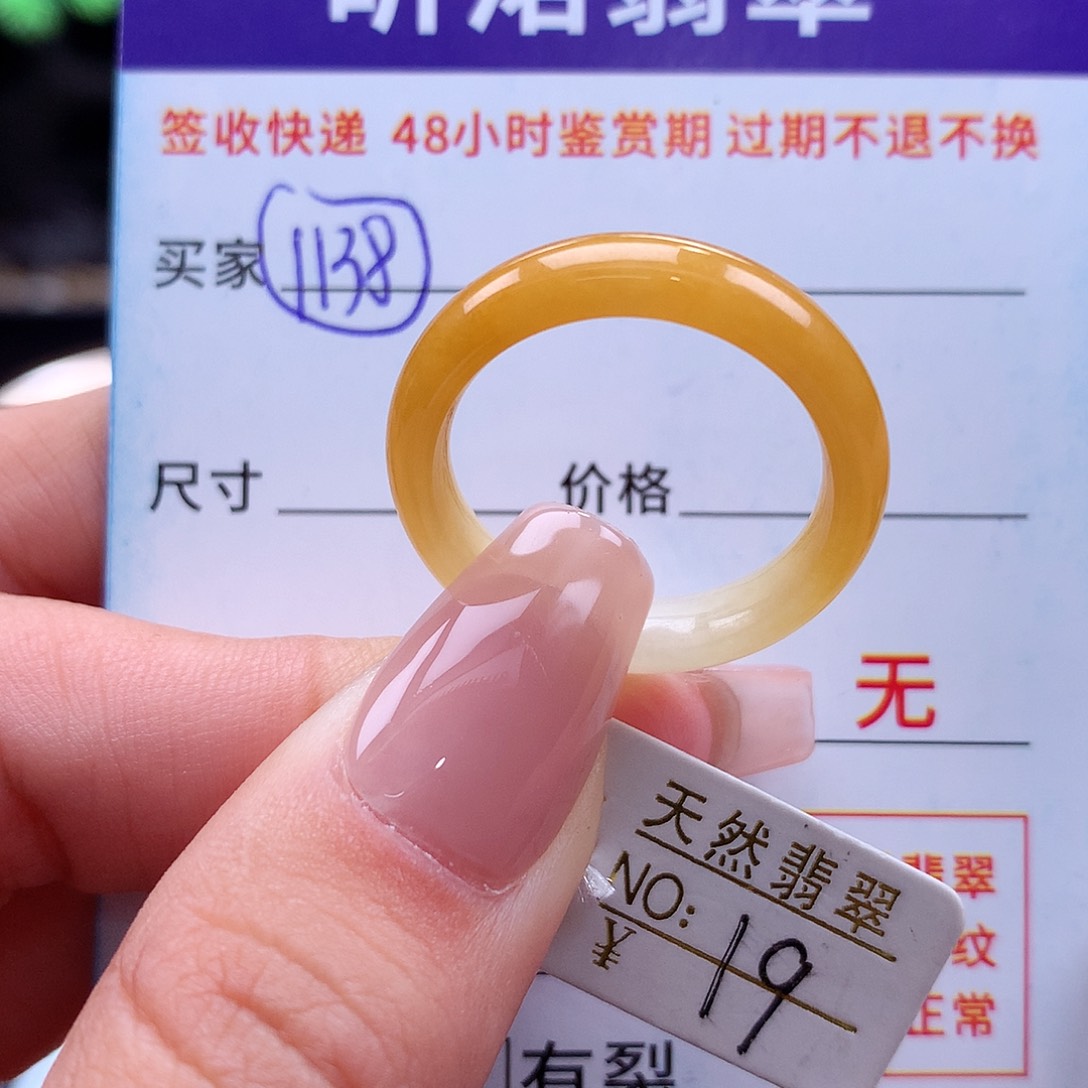 翡翠
签收快递 48小时鉴赏期 过期不退不换
买家 1138
尺寸 价格
无
天然翡翠
NO: 19
翡翠
纹
正常
有裂